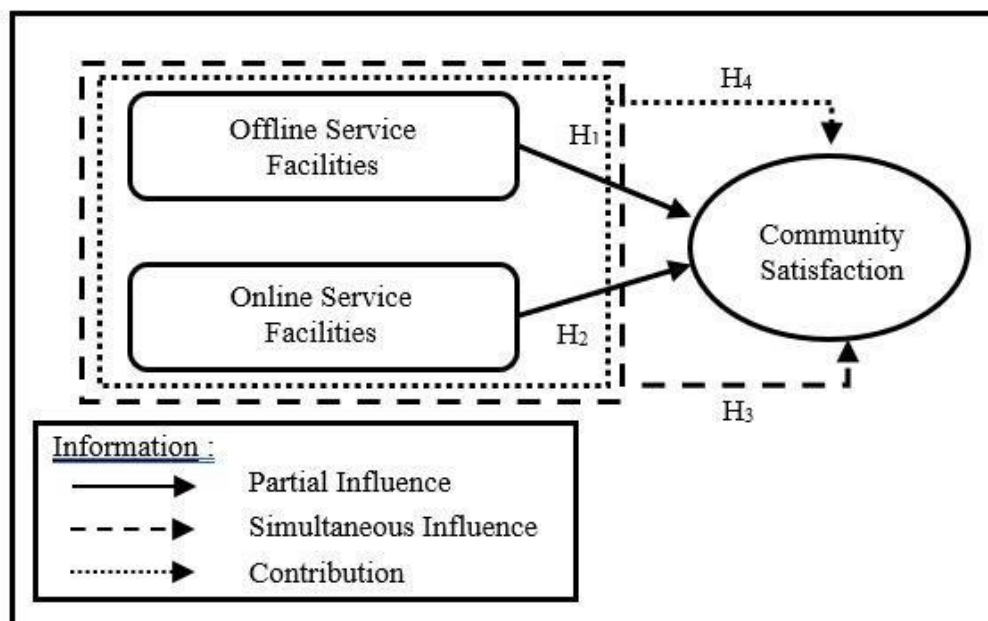 Offline Service
Facilities
H₁
H₄
Community
Satisfaction
Online Service
Facilities
H₂
H₃
Information :
Partial Influence
Simultaneous Influence
Contribution